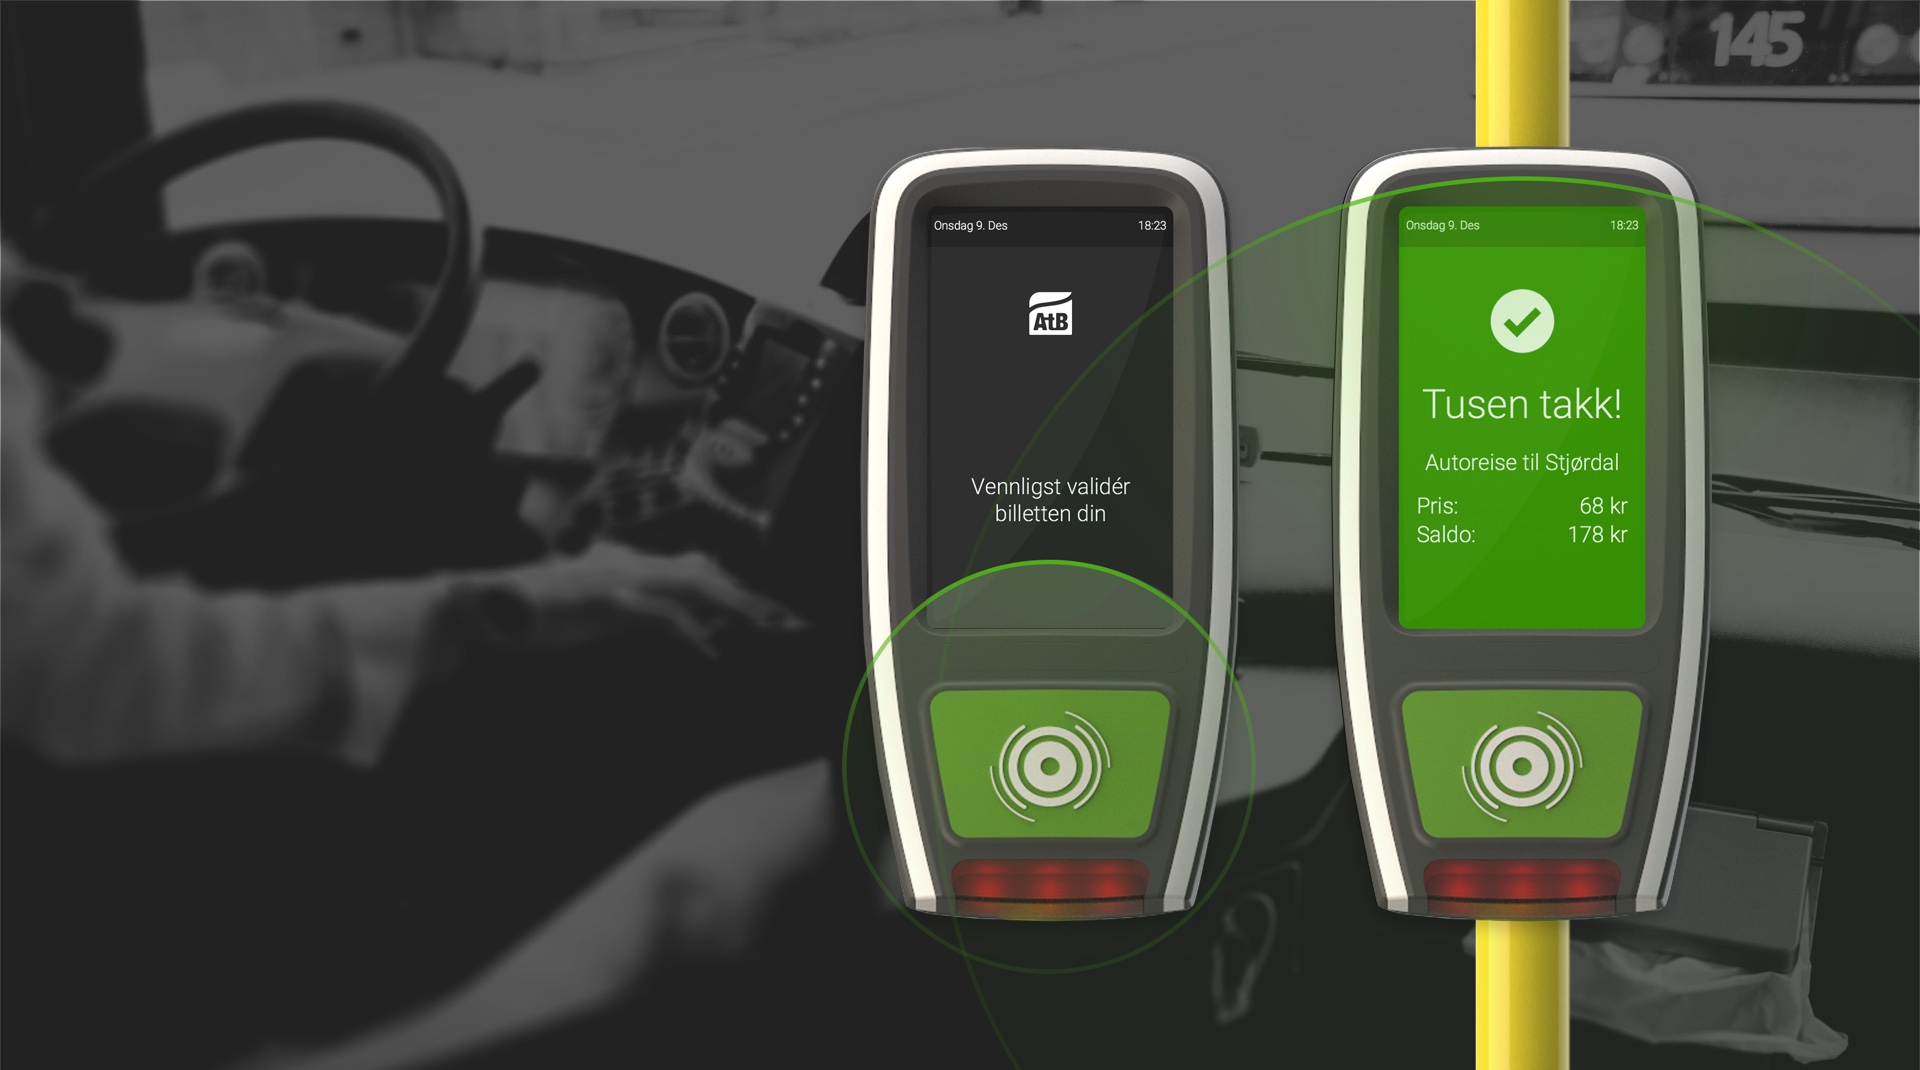 145
Onsdag 9. Des 18:23
AtB
Vennligst validér
billetten din
Onsdag 9. Des 18:23
Tusen takk!
Autoreise til Stjørdal
Pris: 68 kr
Saldo: 178 kr